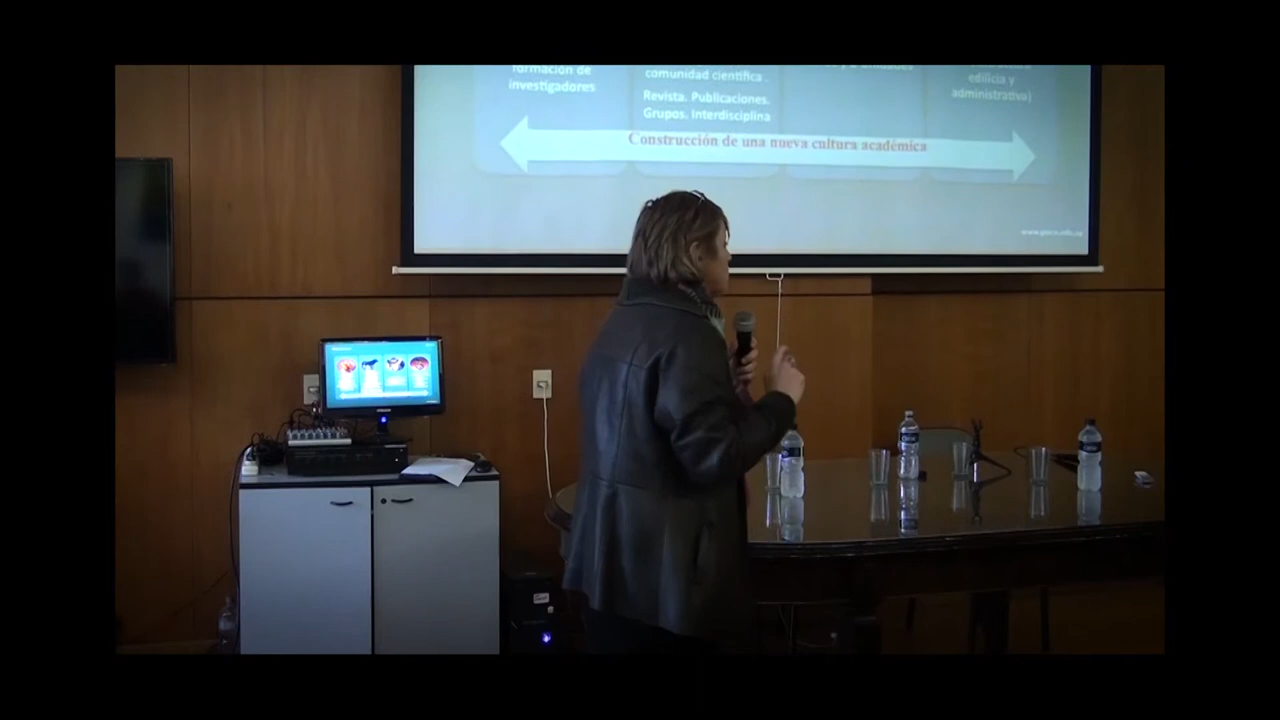 formación de
investigadores
comunidad científica .
Revista. Publicaciones.
Grupos. Interdisciplina
edilicia y
administrativa)
Construcción de una nueva cultura académica